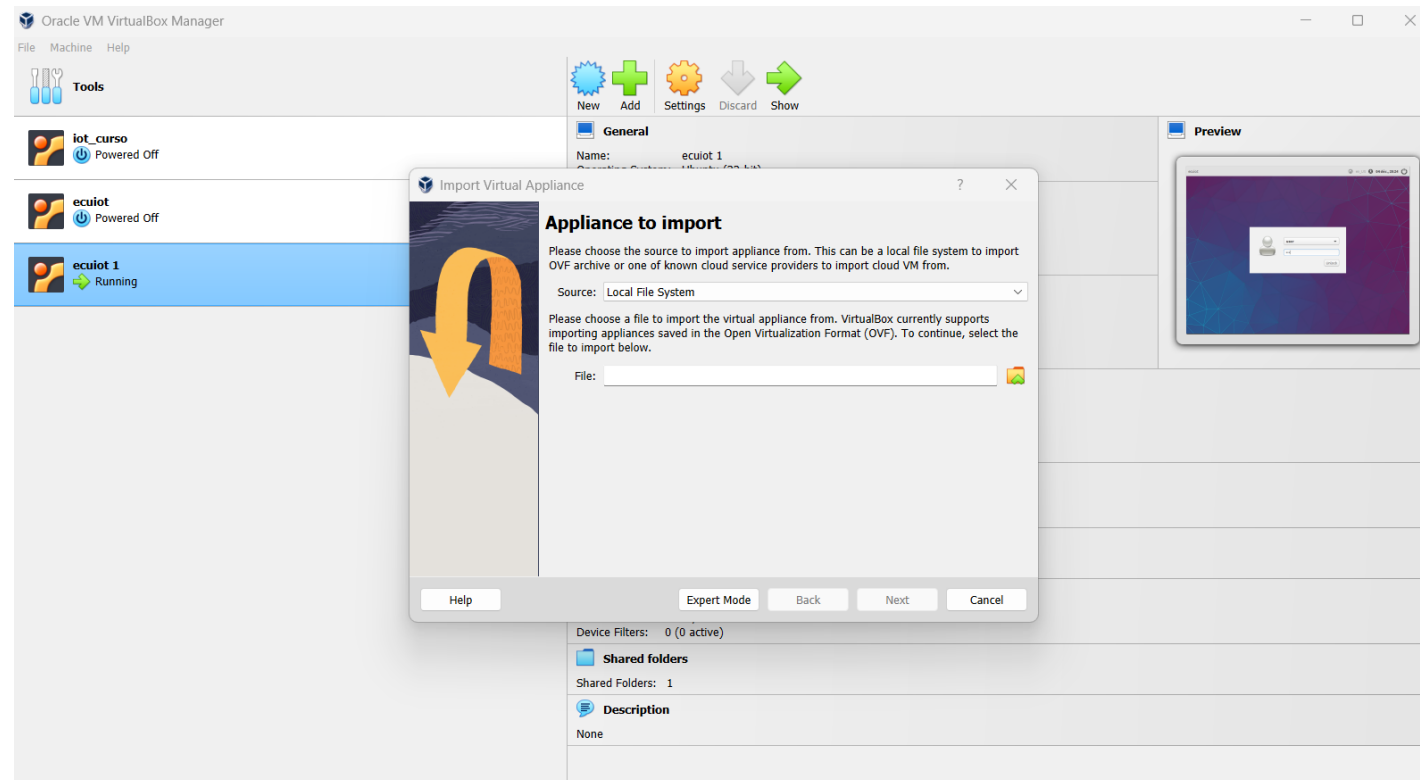 Oracle VM VirtualBox Manager
File Machine Help
Tools
New Add Settings Discard Show
iot_curso
Powered Off
ecuiot
Powered Off
ecuiot 1
Running
General
Name: ecuiot 1
Operating System: Ubuntu (32-bit)
Preview
Import Virtual Appliance
Appliance to import
Please choose the source to import appliance from. This can be a local file system to import
OVF archive or one of known cloud service providers to import cloud VM from.
Source: Local File System
Please choose a file to import the virtual appliance from. VirtualBox currently supports
importing appliances saved in the Open Virtualization Format (OVF). To continue, select the
file to import below.
File:
Help Expert Mode Back Next Cancel
Device Filters: 0 (0 active)
Shared folders
Shared Folders: 1
Description
None